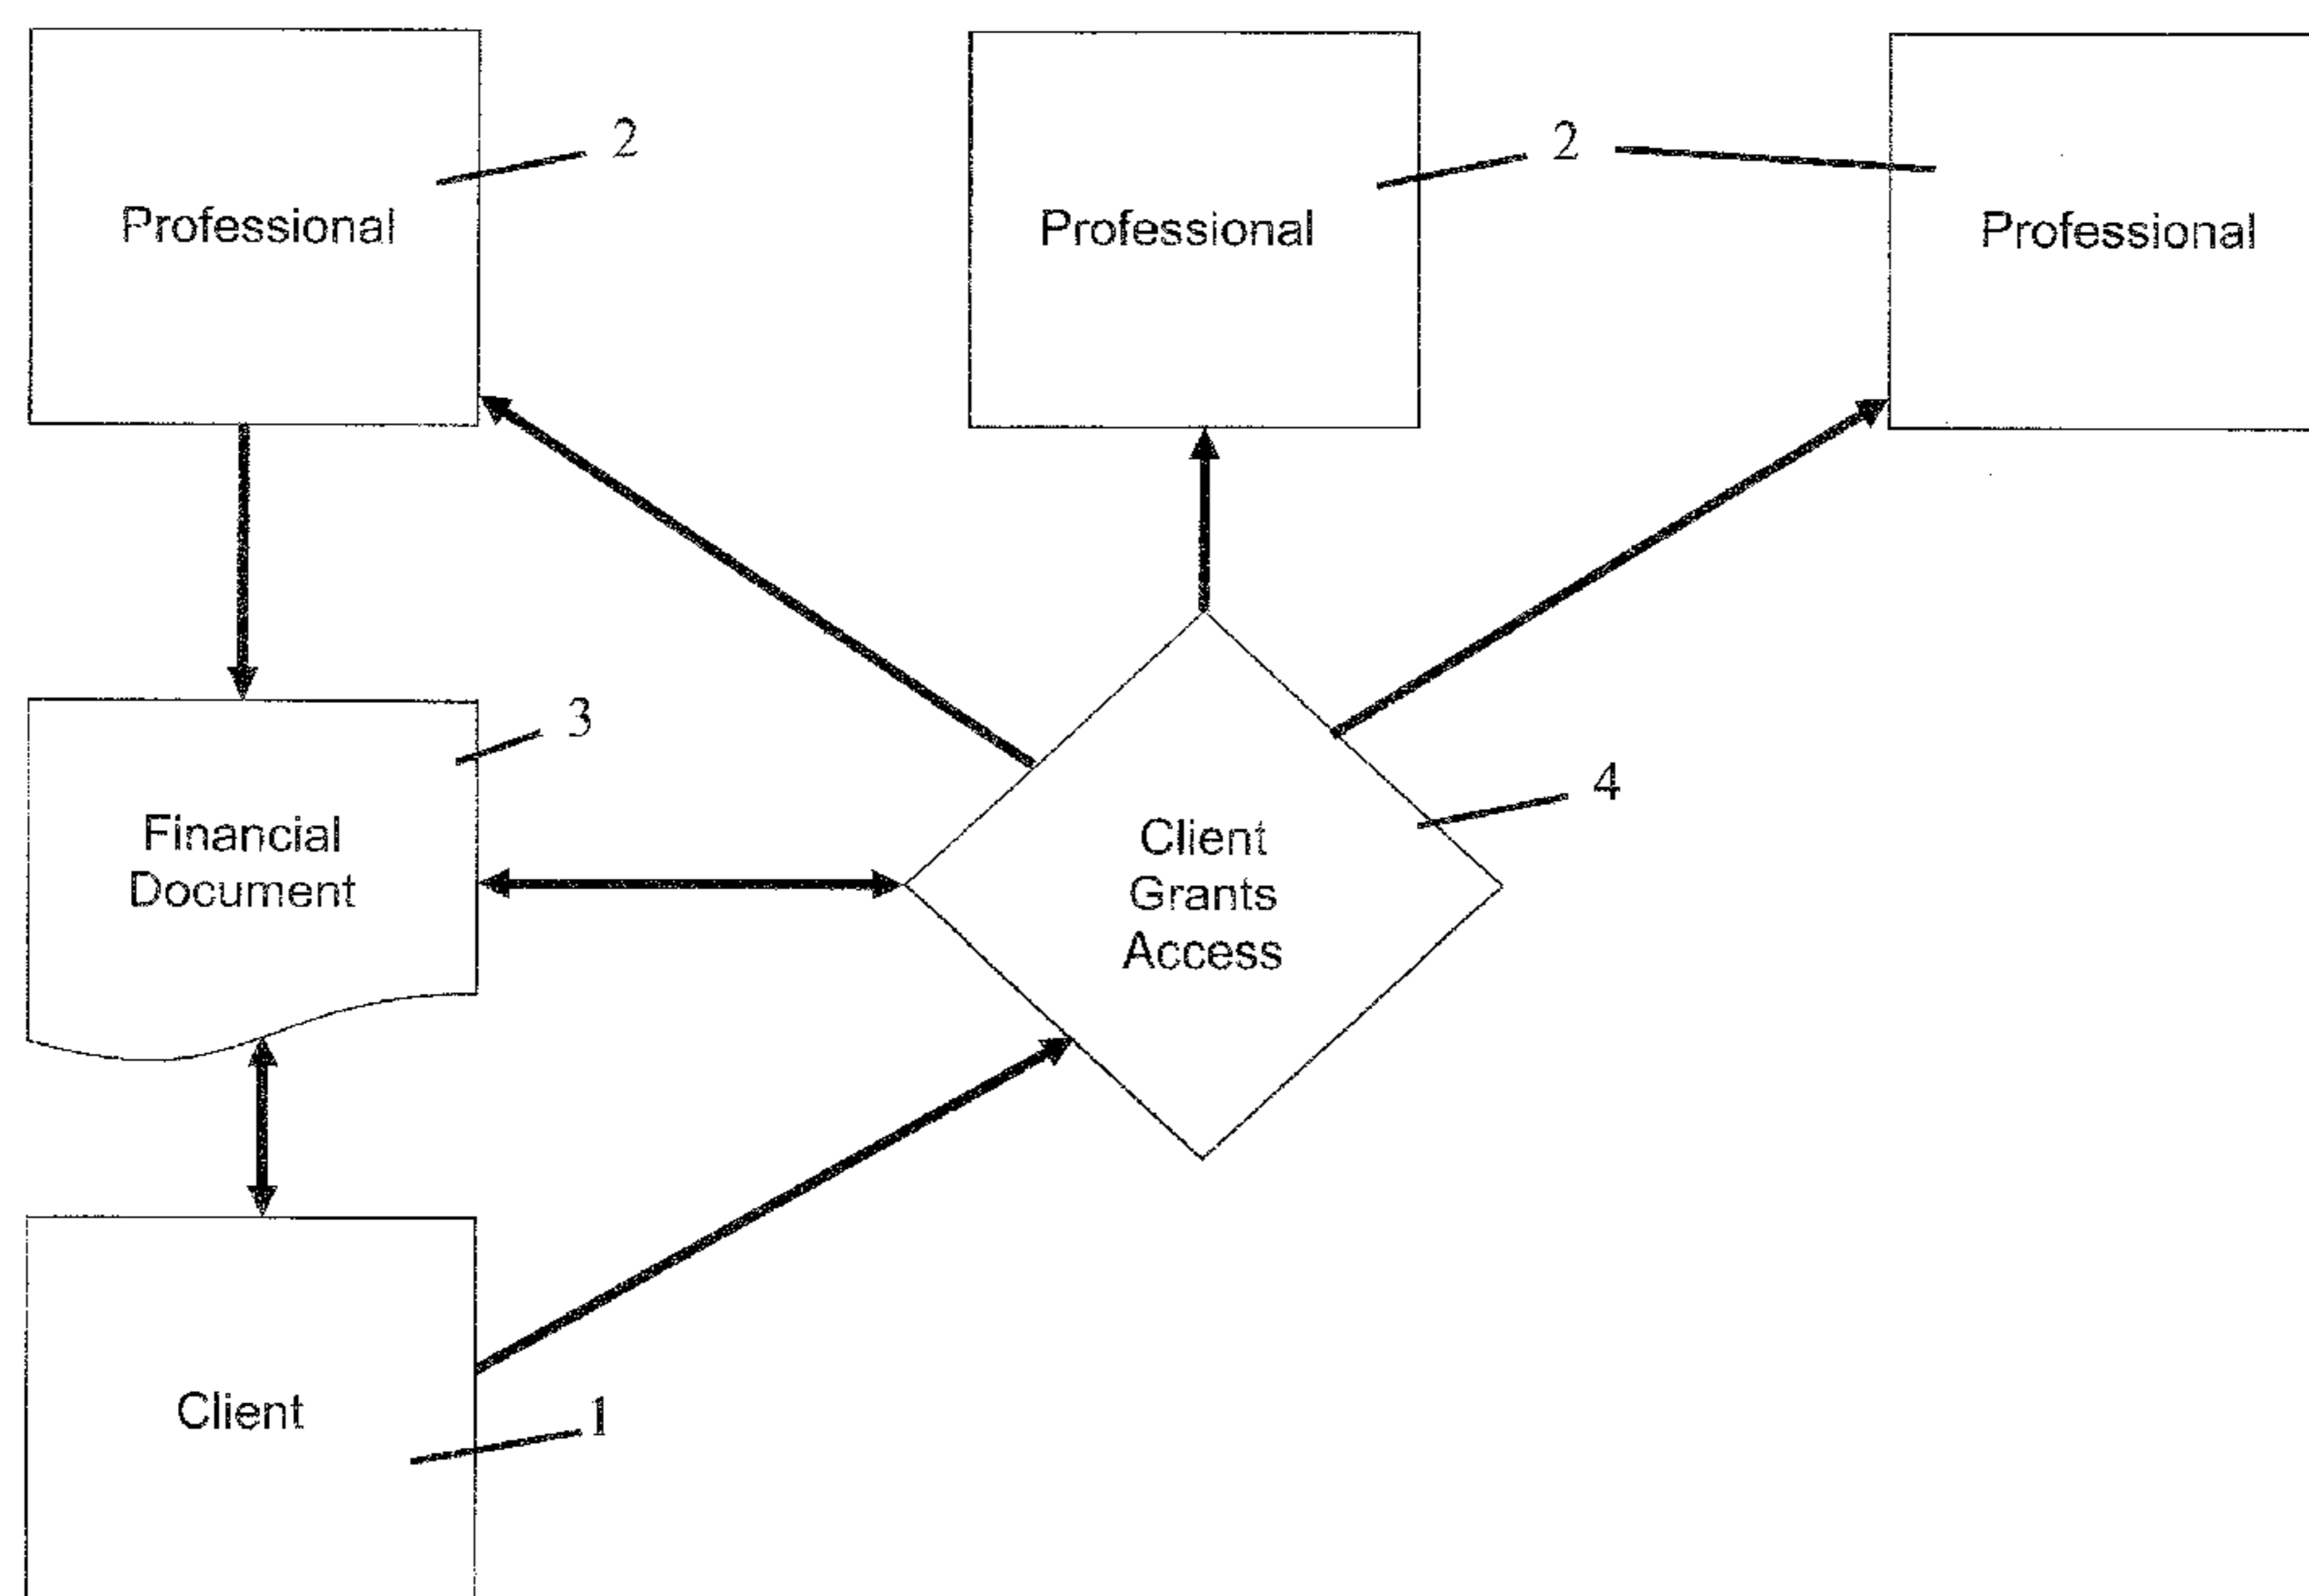 2
2
Professional
Professional
Professional
3
Financial
Document
4
Client
Grants
Access
Client
1